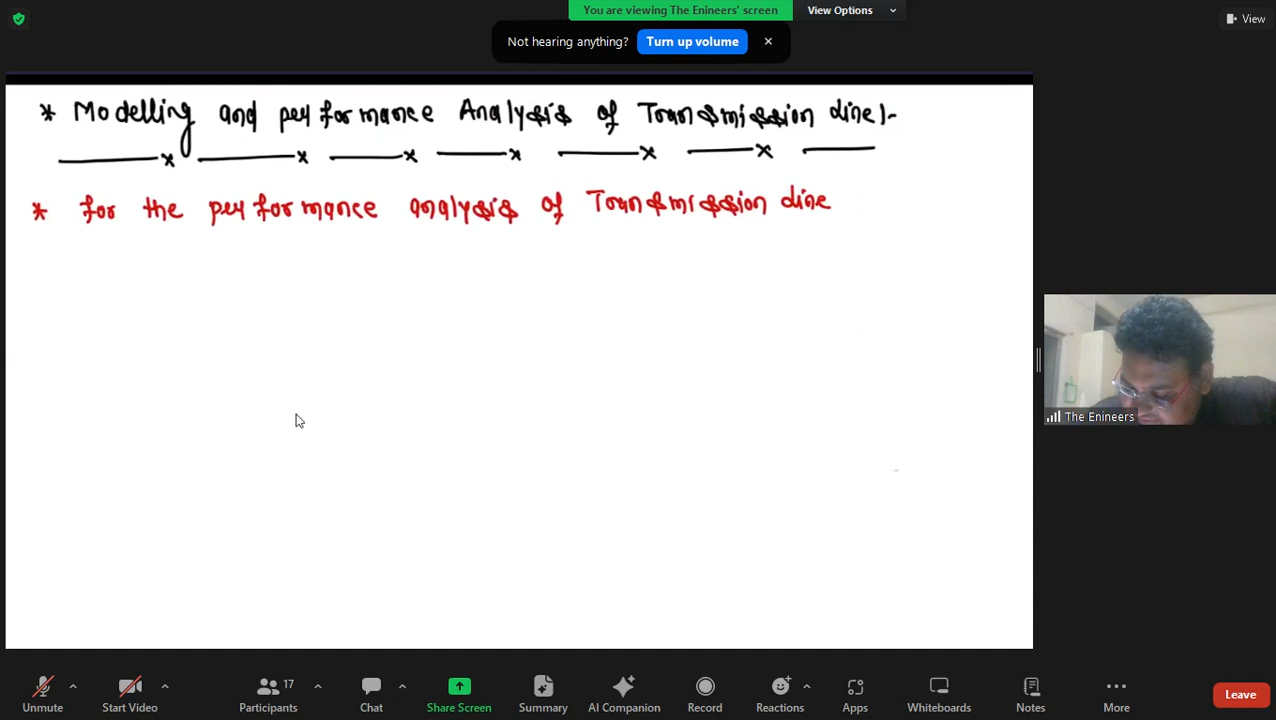 You are viewing The Enineers' screen
View Options
View
Not hearing anything?
Turn up volume
* Modelling and performance Analysis of Transmission line:-
* for the performance analysis of Transmission line
The Enineers
Unmute
Start Video
Participants
17
Chat
Share Screen
Summary
AI Companion
Record
Reactions
Apps
Whiteboards
Notes
More
Leave